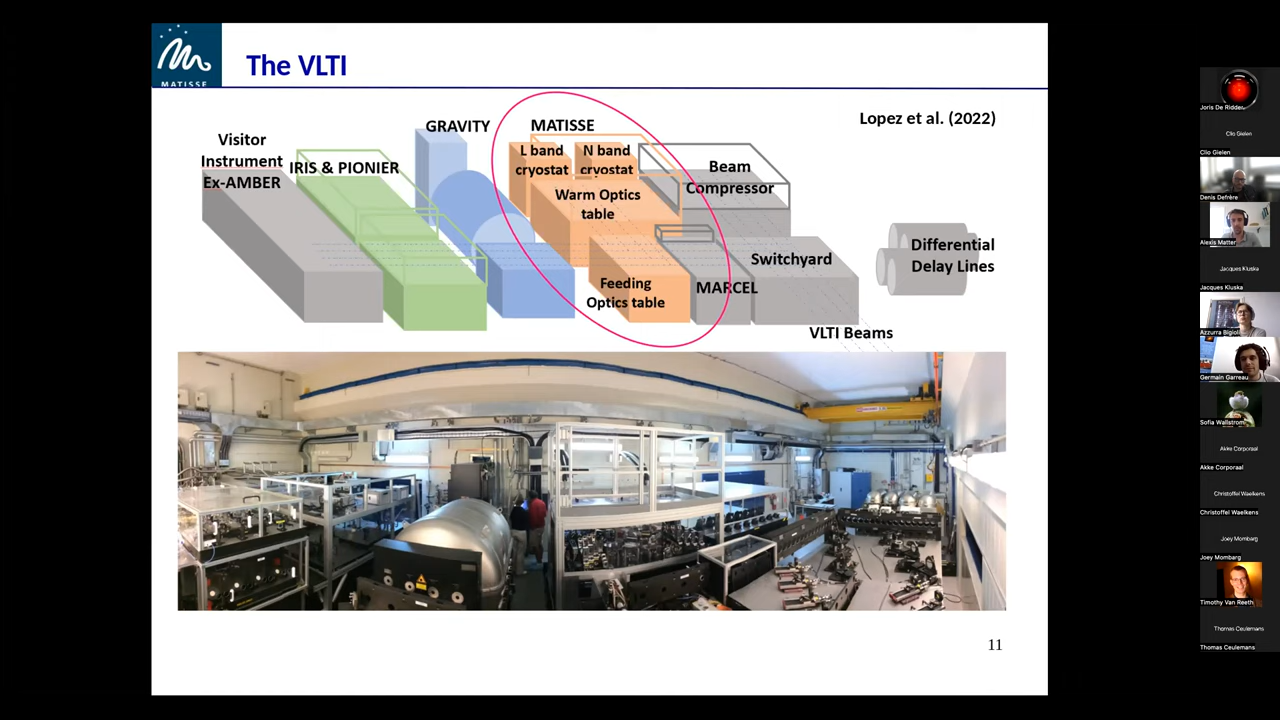 MATISSE
The VLTI
Lopez et al. (2022)
Visitor
Instrument
Ex-AMBER
IRIS & PIONIER
GRAVITY
MATISSE
L band
cryostat
N band
cryostat
Warm Optics
table
Feeding
Optics table
Beam
Compressor
Switchyard
MARCEL
Differential
Delay Lines
VLTI Beams
11
Joris De Ridder
Clio Gielen
Clio Gielen
Denis Defrère
Alexis Matter
Jacques Kluska
Jacques Kluska
Azzurra Bigioli
Germain Garreau
Sofia Wallstrom
Akke Corporaal
Akke Corporaal
Christoffel Waelkens
Christoffel Waelkens
Joey Mombarg
Joey Mombarg
Timothy Van Reeth
Thomas Ceulemans
Thomas Ceulemans